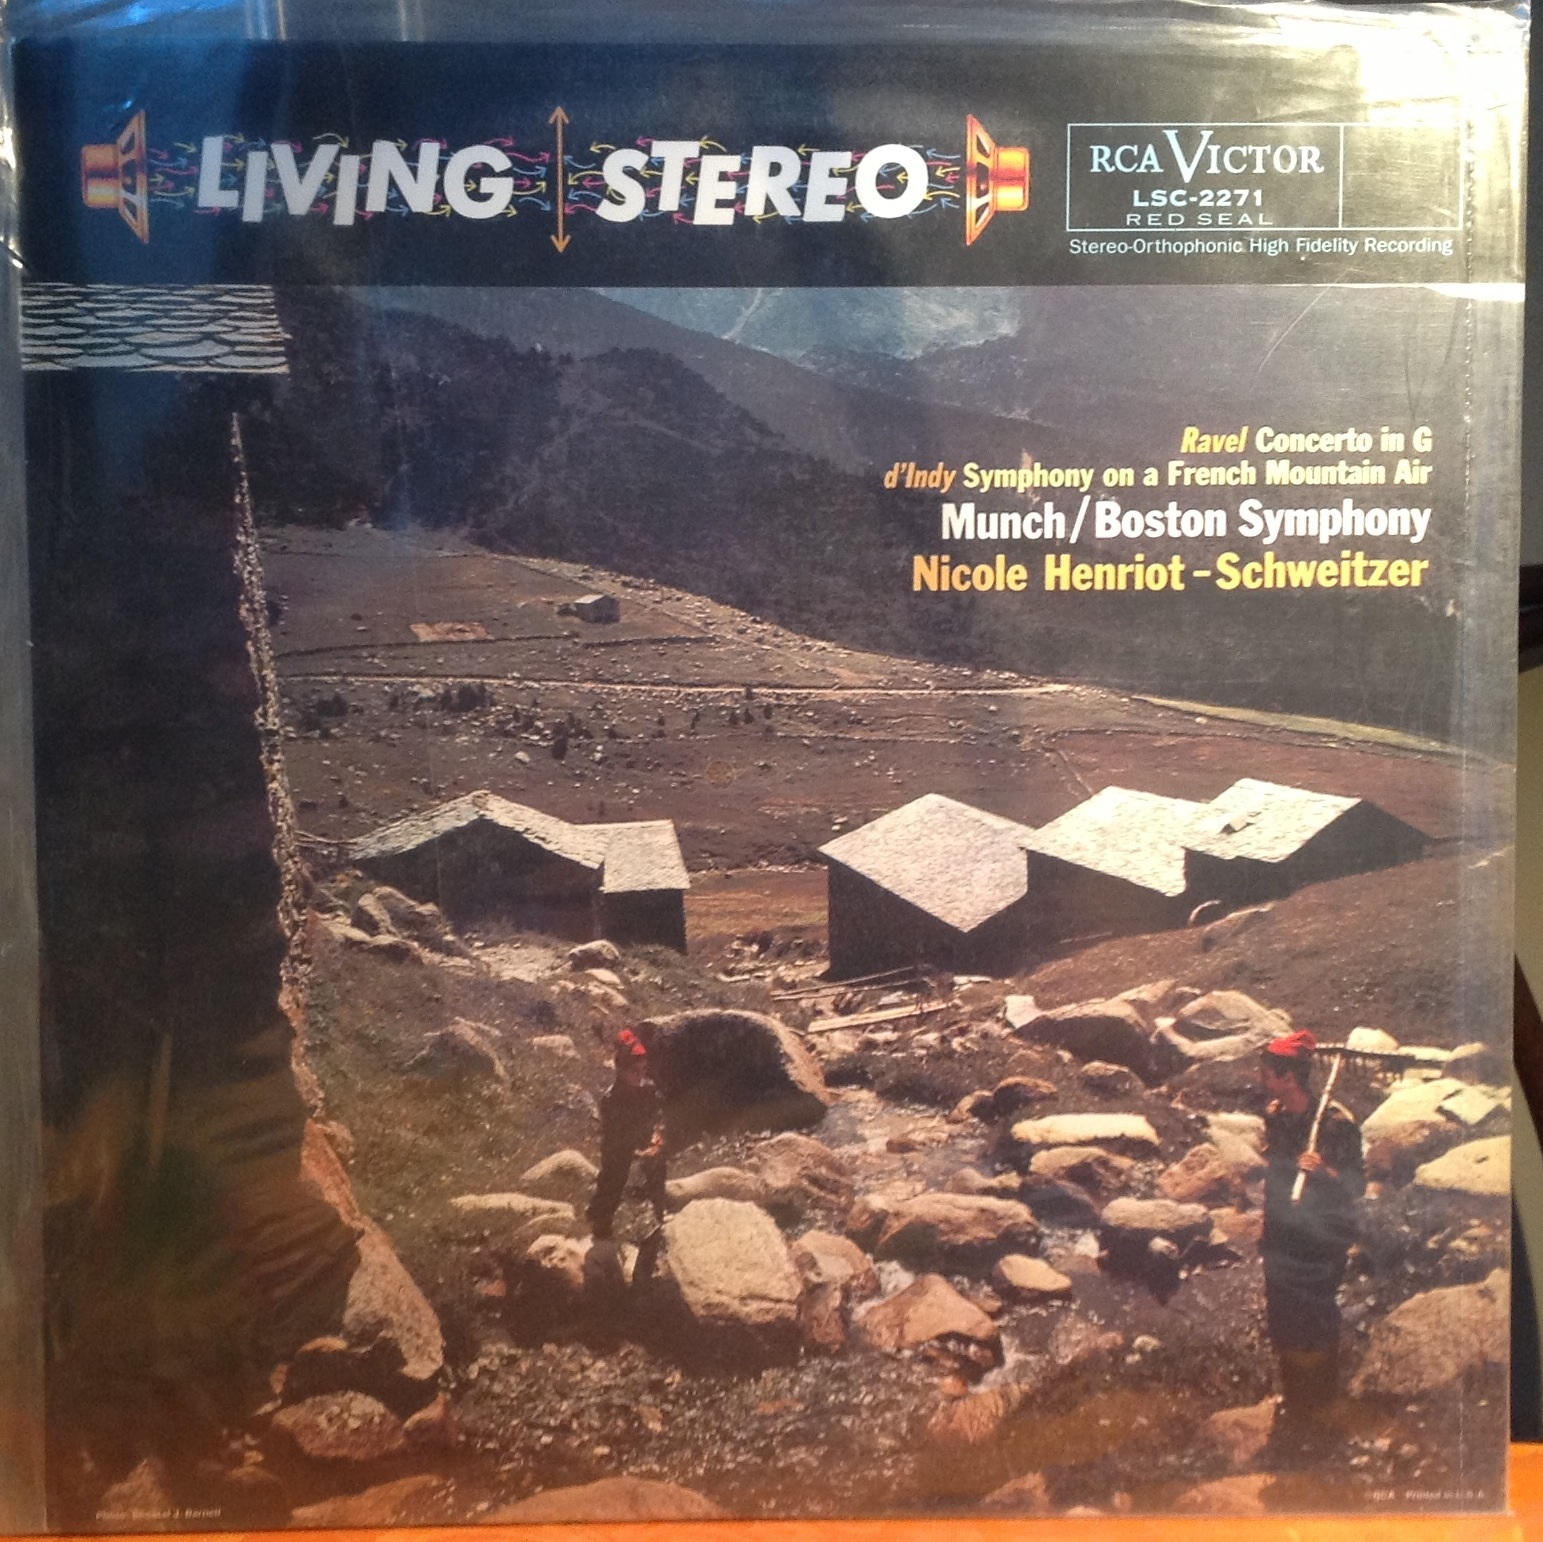 LIVING STEREO
RCA VICTOR
LSC-2271
RED SEAL
Stereo-Orthophonic High Fidelity Recording
Ravel Concerto in G
d'Indy Symphony on a French Mountain Air
Munch/Boston Symphony
Nicole Henriot-Schweitzer